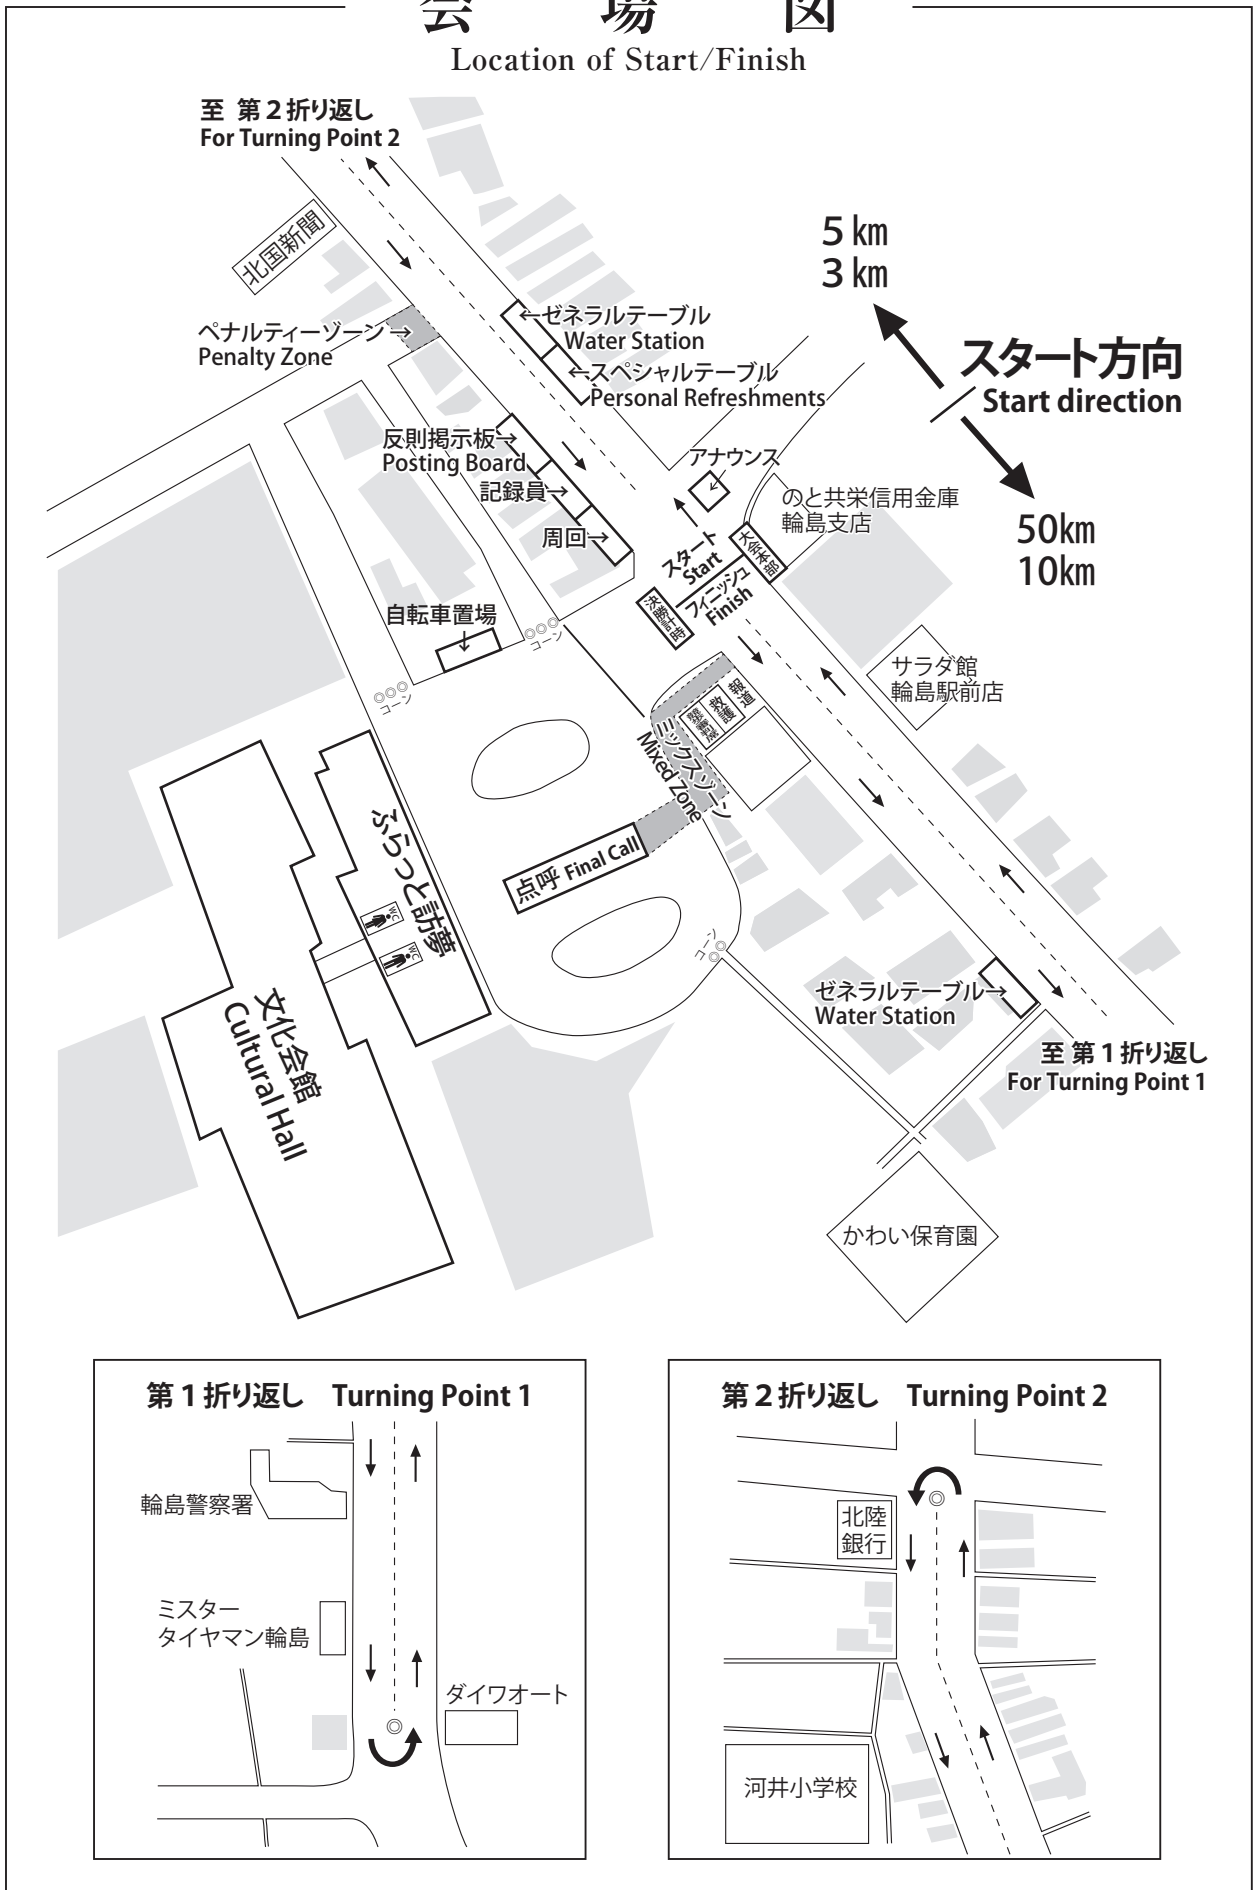 会場図
Location of Start/Finish
至 第2折り返し
For Turning Point 2
北国新聞
5㎞
3㎞
ペナルティーゾーン→
Penalty Zone
←ゼネラルテーブル
Water Station
スタート方向
Start direction
←スペシャルテーブル
Personal Refreshments
反則掲示板→
Posting Board
アナウンス
記録員→
のと共栄信用金庫
輪島支店
50㎞
10㎞
周回→
スタート
Start
大会本部
フィニッシュ
Finish
決勝計時
自転車置場
コーン
コーン
サラダ館
輪島駅前店
報道
救護
ミックスゾーン
Mixed Zone
ぷらっと訪夢
点呼 Final Call
WC
WC
コーン
文化会館
Cultural Hall
ゼネラルテーブル→
Water Station
至 第1折り返し
For Turning Point 1
かわい保育園
第1折り返し Turning Point 1
輪島警察署
ミスター
タイヤマン輪島
ダイワオート
第2折り返し Turning Point 2
北陸
銀行
河井小学校